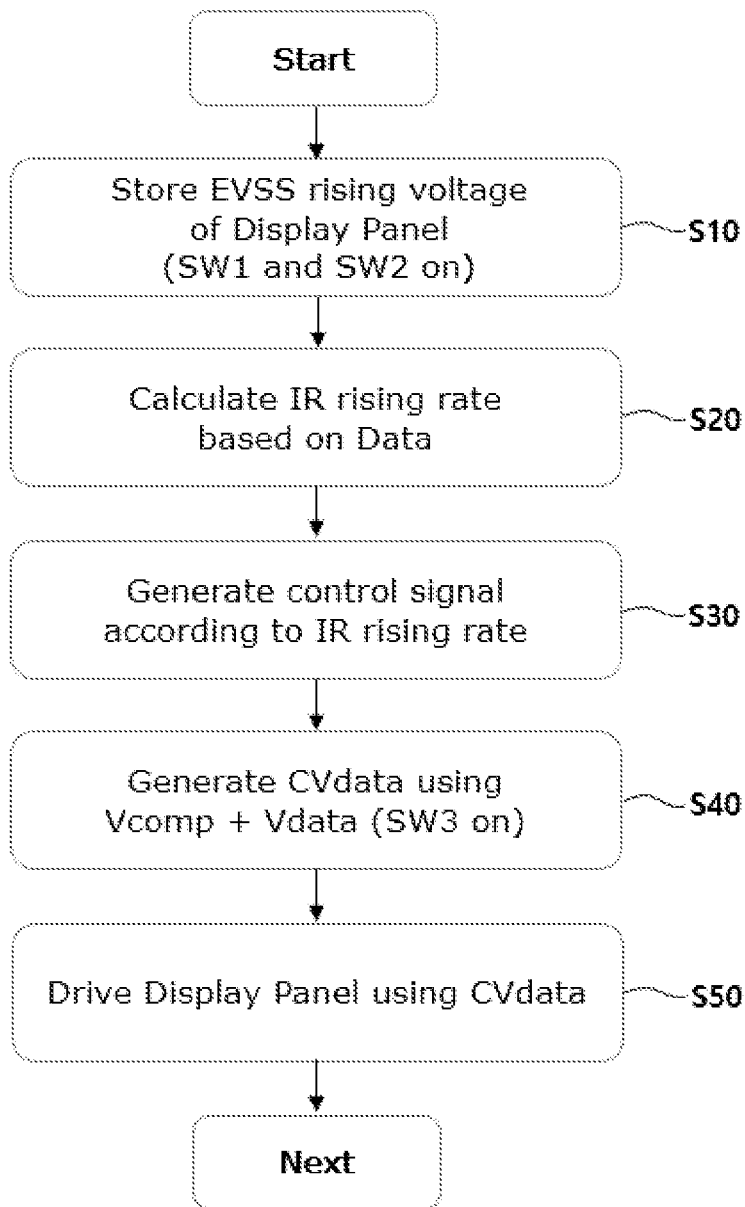 Start
Store EVSS rising voltage
of Display Panel
(SW1 and SW2 on)
S10
Calculate IR rising rate
based on Data
S20
Generate control signal
according to IR rising rate
S30
Generate CVdata using
Vcomp + Vdata (SW3 on)
S40
Drive Display Panel using CVdata
S50
Next